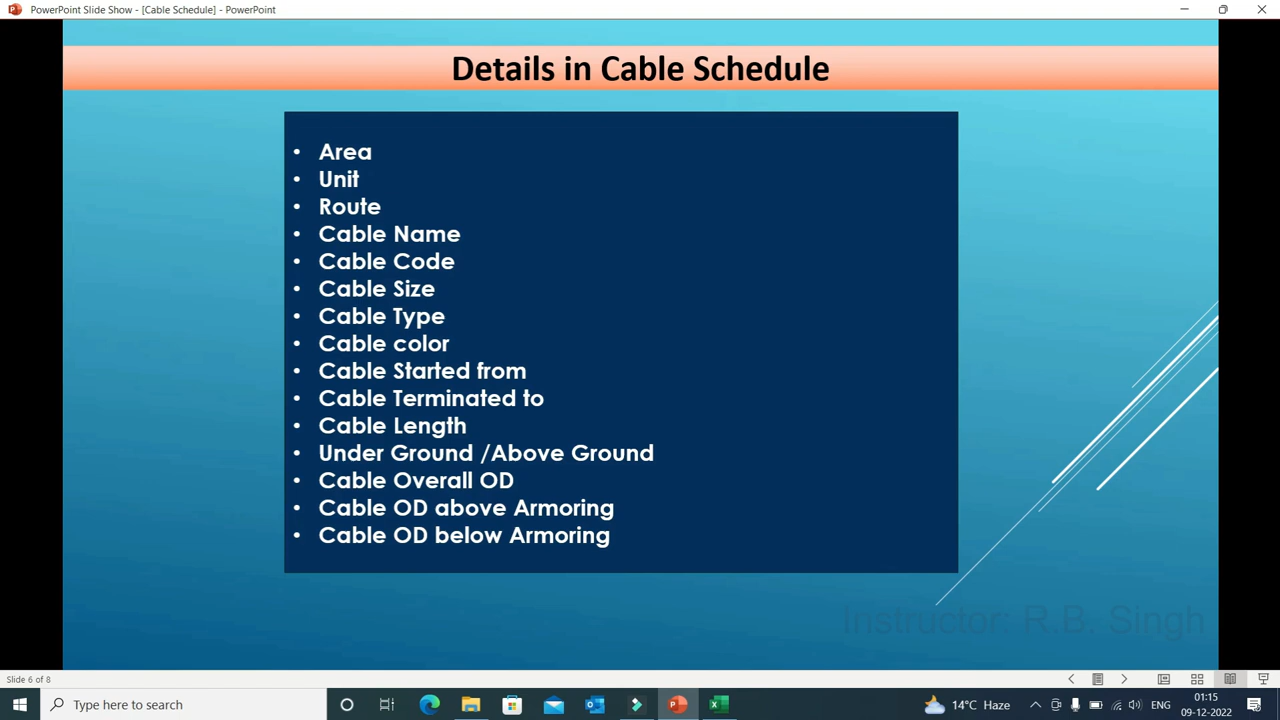 PowerPoint Slide Show - [Cable Schedule] - PowerPoint
Details in Cable Schedule
• Area
• Unit
• Route
• Cable Name
• Cable Code
• Cable Size
• Cable Type
• Cable color
• Cable Started from
• Cable Terminated to
• Cable Length
• Under Ground /Above Ground
• Cable Overall OD
• Cable OD above Armoring
• Cable OD below Armoring
Instructor: R.B. Singh
Slide 6 of 8
Type here to search
14°C Haze
ENG
01:15
09-12-2022